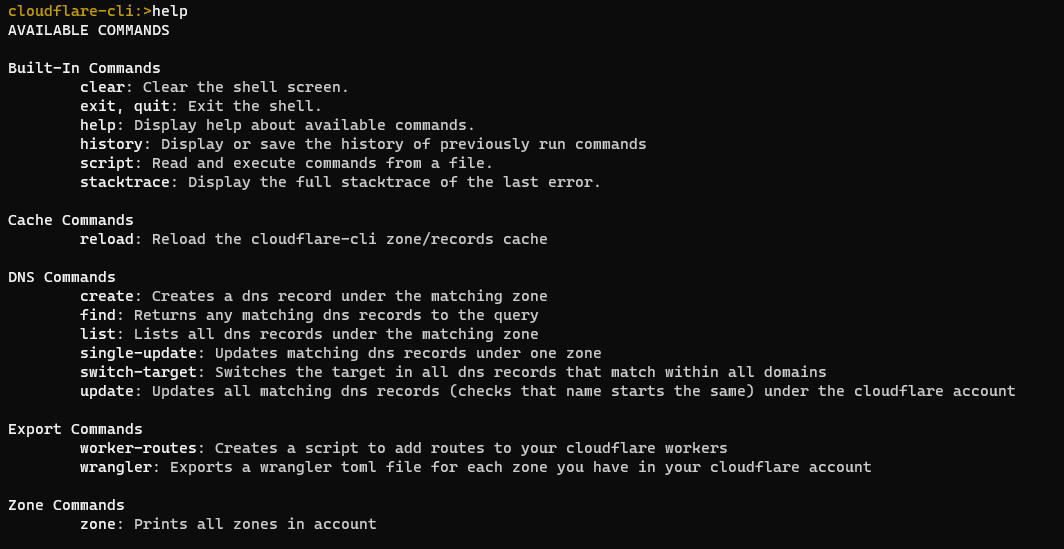 cloudflare-cli:>help
AVAILABLE COMMANDS
Built-In Commands
clear: Clear the shell screen.
exit, quit: Exit the shell.
help: Display help about available commands.
history: Display or save the history of previously run commands
script: Read and execute commands from a file.
stacktrace: Display the full stacktrace of the last error.
Cache Commands
reload: Reload the cloudflare-cli zone/records cache
DNS Commands
create: Creates a dns record under the matching zone
find: Returns any matching dns records to the query
list: Lists all dns records under the matching zone
single-update: Updates matching dns records under one zone
switch-target: Switches the target in all dns records that match within all domains
update: Updates all matching dns records (checks that name starts the same) under the cloudflare account
Export Commands
worker-routes: Creates a script to add routes to your cloudflare workers
wrangler: Exports a wrangler toml file for each zone you have in your cloudflare account
Zone Commands
zone: Prints all zones in account